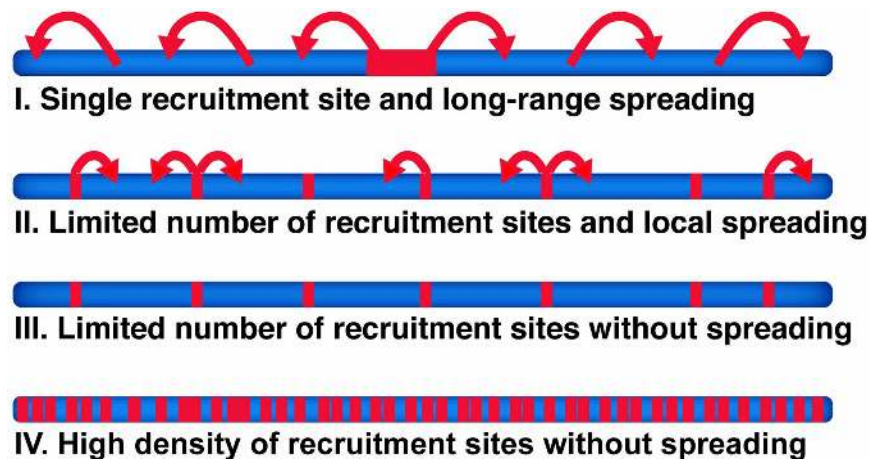 I. Single recruitment site and long-range spreading
II. Limited number of recruitment sites and local spreading
III. Limited number of recruitment sites without spreading
IV. High density of recruitment sites without spreading